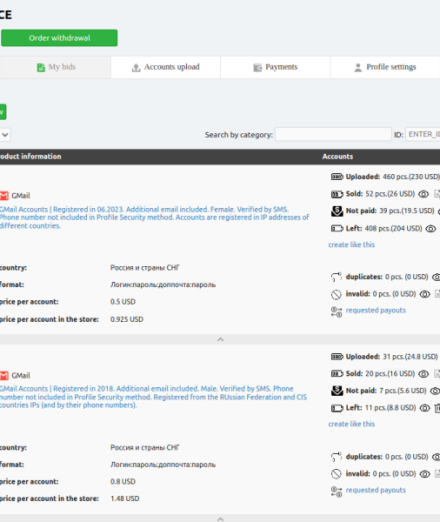 CE
Order withdrawal
My bids
Accounts upload
Payments
Profile settings
Search by category:
ID: ENTER_ID
roduct information
Accounts
GMail
GMail Accounts | Registered in 06.2023. Additional email included. Female. Verified by SMS.
Phone number not included in Profile Security method. Accounts are registered in IP addresses of
different countries.
Uploaded: 460 pcs.(230 USD)
Sold: 52 pcs.(26 USD)
Not paid: 39 pcs.(19.5 USD)
Left: 408 pcs.(204 USD)
create like this
country:
Россия и страны СНГ
format:
Логин:пароль:доппочта:пароль
price per account:
0.5 USD
price per account in the store:
0.925 USD
duplicates: 0 pcs. (0 USD)
invalid: 0 pcs. (0 USD)
requested payouts
GMail
GMail Accounts | Registered in 2018. Additional email included. Male. Verified by SMS. Phone
number not included in Profile Security method. Registered from the RUssian Federation and CIS
countries IPs (and by their phone numbers).
Uploaded: 31 pcs.(24.8 USD)
Sold: 20 pcs.(16 USD)
Not paid: 7 pcs.(5.6 USD)
Left: 11 pcs.(8.8 USD)
create like this
country:
Россия и страны СНГ
format:
Логин:пароль:доппочта:пароль
price per account:
0.8 USD
price per account in the store:
1.48 USD
duplicates: 0 pcs. (0 USD)
invalid: 0 pcs. (0 USD)
requested payouts